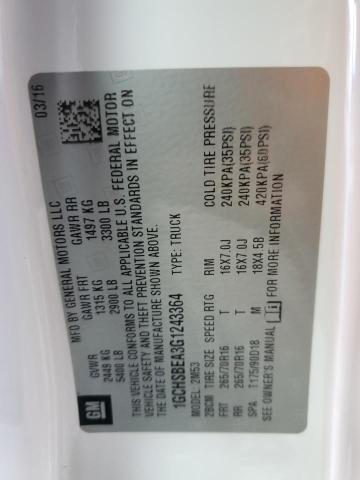 MFD BY GENERAL MOTORS LLC 03/16
GVWR GAWR FRT GAWR RR
2449 KG 1315 KG 1497 KG
5400 LB 2900 LB 3300 LB
THIS VEHICLE CONFORMS TO ALL APPLICABLE U.S. FEDERAL MOTOR
VEHICLE SAFETY AND THEFT PREVENTION STANDARDS IN EFFECT ON
THE DATE OF MANUFACTURE SHOWN ABOVE.
1GCHSBEA3G1243364 TYPE: TRUCK
MODEL: 2M53
2BCM TIRE SIZE SPEED RTG RIM COLD TIRE PRESSURE
FRT 265/70R16 T 16X7.0J 240KPA(35PSI)
RR 265/70R16 T 16X7.0J 240KPA(35PSI)
SPA T175/90D18 M 18X4.5B 420KPA(60PSI)
SEE OWNER'S MANUAL FOR MORE INFORMATION
GM